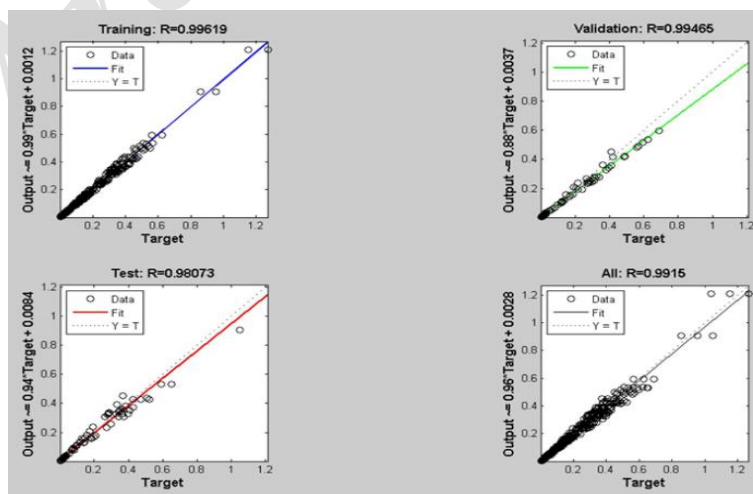 Training: R=0.99619
Output ~= 0.99*Target + 0.0012
1.2
1
0.8
0.6
0.4
0.2
Data
Fit
Y = T
0.2 0.4 0.6 0.8 1 1.2
Target
Validation: R=0.99465
Output ~= 0.88*Target + 0.0037
1.2
1
0.8
0.6
0.4
0.2
Data
Fit
Y = T
0.2 0.4 0.6 0.8 1 1.2
Target
Test: R=0.98073
Output ~= 0.94*Target + 0.0084
1.2
1
0.8
0.6
0.4
0.2
0
Data
Fit
Y = T
0 0.2 0.4 0.6 0.8 1 1.2
Target
All: R=0.9915
Output ~= 0.96*Target + 0.0028
1.2
1
0.8
0.6
0.4
0.2
Data
Fit
Y = T
0.2 0.4 0.6 0.8 1 1.2
Target